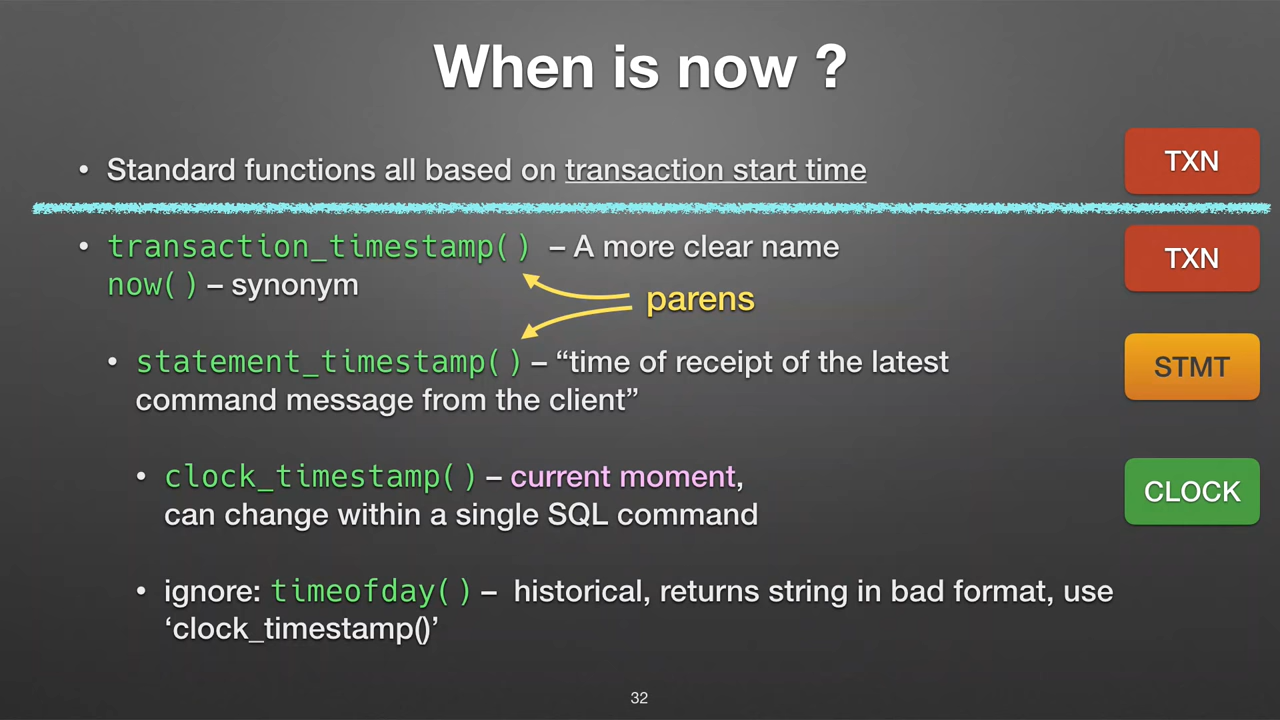 When is now ?
• Standard functions all based on transaction start time
TXN
• transaction_timestamp() – A more clear name
TXN
now() – synonym
parens
• statement_timestamp() – “time of receipt of the latest
STMT
command message from the client”
• clock_timestamp() – current moment,
CLOCK
can change within a single SQL command
• ignore: timeofday() – historical, returns string in bad format, use
‘clock_timestamp()’
32